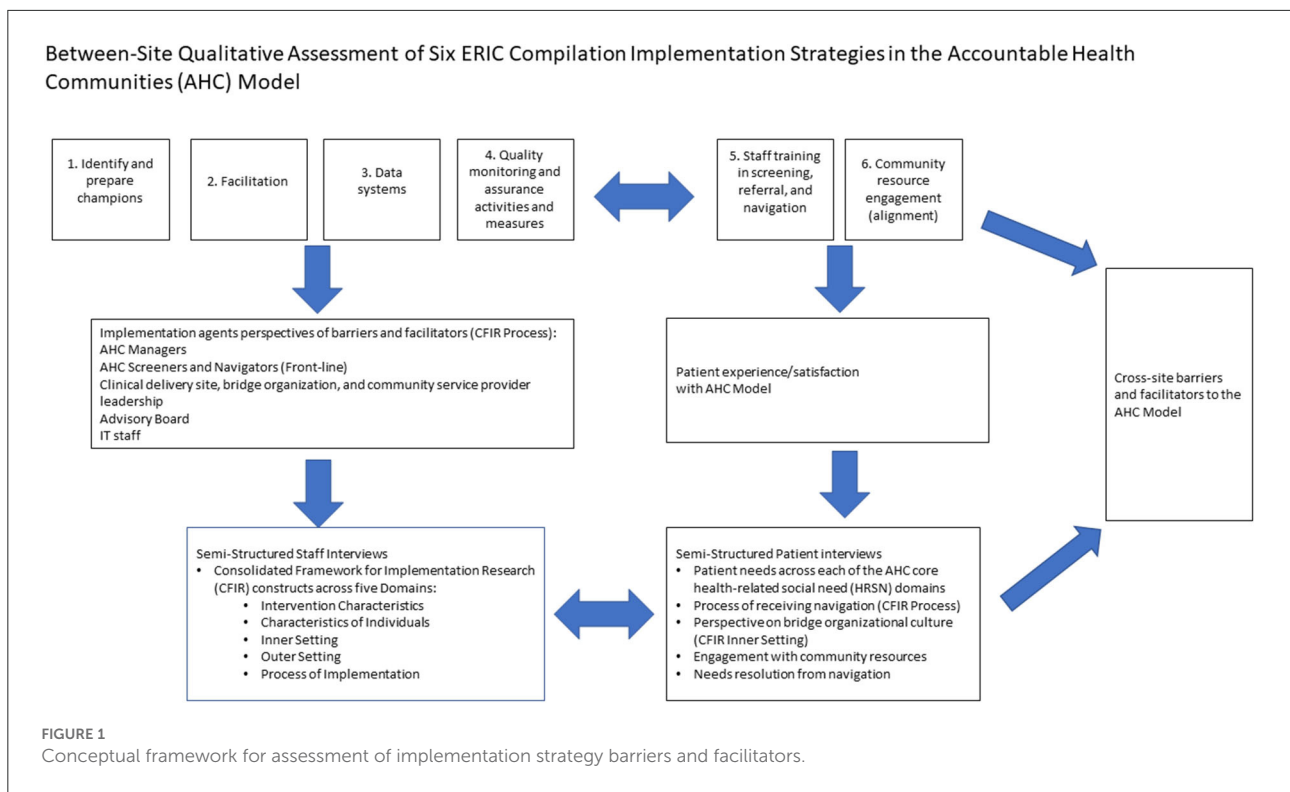 Between-Site Qualitative Assessment of Six ERIC Compilation Implementation Strategies in the Accountable Health
Communities (AHC) Model
1. Identify and
prepare
champions
2. Facilitation
3. Data
systems
4. Quality
monitoring and
assurance
activities and
measures
5. Staff training
in screening,
referral, and
navigation
6. Community
resource
engagement
(alignment)
Implementation agents perspectives of barriers and facilitators (CFIR Process):
AHC Managers
AHC Screeners and Navigators (Front-line)
Clinical delivery site, bridge organization, and community service provider
leadership
Advisory Board
IT staff
Patient experience/satisfaction
with AHC Model
Cross-site barriers
and facilitators to the
AHC Model
Semi-Structured Staff Interviews
• Consolidated Framework for Implementation Research
(CFIR) constructs across five Domains:
• Intervention Characteristics
• Characteristics of Individuals
• Inner Setting
• Outer Setting
• Process of Implementation
Semi-Structured Patient interviews
• Patient needs across each of the AHC core
health-related social need (HRSN) domains
• Process of receiving navigation (CFIR Process)
• Perspective on bridge organizational culture
(CFIR Inner Setting)
• Engagement with community resources
• Needs resolution from navigation
FIGURE 1
Conceptual framework for assessment of implementation strategy barriers and facilitators.